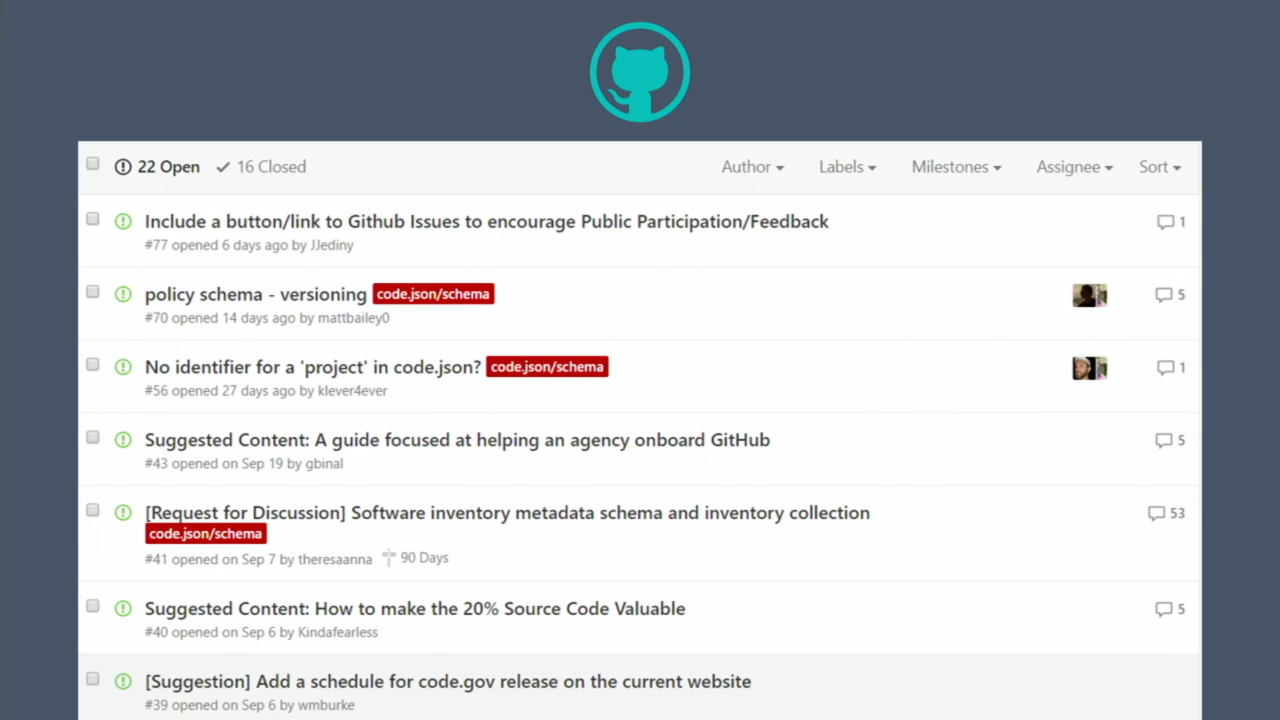 22 Open 16 Closed Author Labels Milestones Assignee Sort
Include a button/link to Github Issues to encourage Public Participation/Feedback 1
#77 opened 6 days ago by JJediny
policy schema - versioning code.json/schema 5
#70 opened 14 days ago by mattbailey0
No identifier for a 'project' in code.json? code.json/schema 1
#56 opened 27 days ago by klever4ever
Suggested Content: A guide focused at helping an agency onboard GitHub 5
#43 opened on Sep 19 by gbinal
[Request for Discussion] Software inventory metadata schema and inventory collection 53
code.json/schema
#41 opened on Sep 7 by theresaanna 90 Days
Suggested Content: How to make the 20% Source Code Valuable 5
#40 opened on Sep 6 by Kindafearless
[Suggestion] Add a schedule for code.gov release on the current website
#39 opened on Sep 6 by wmburke